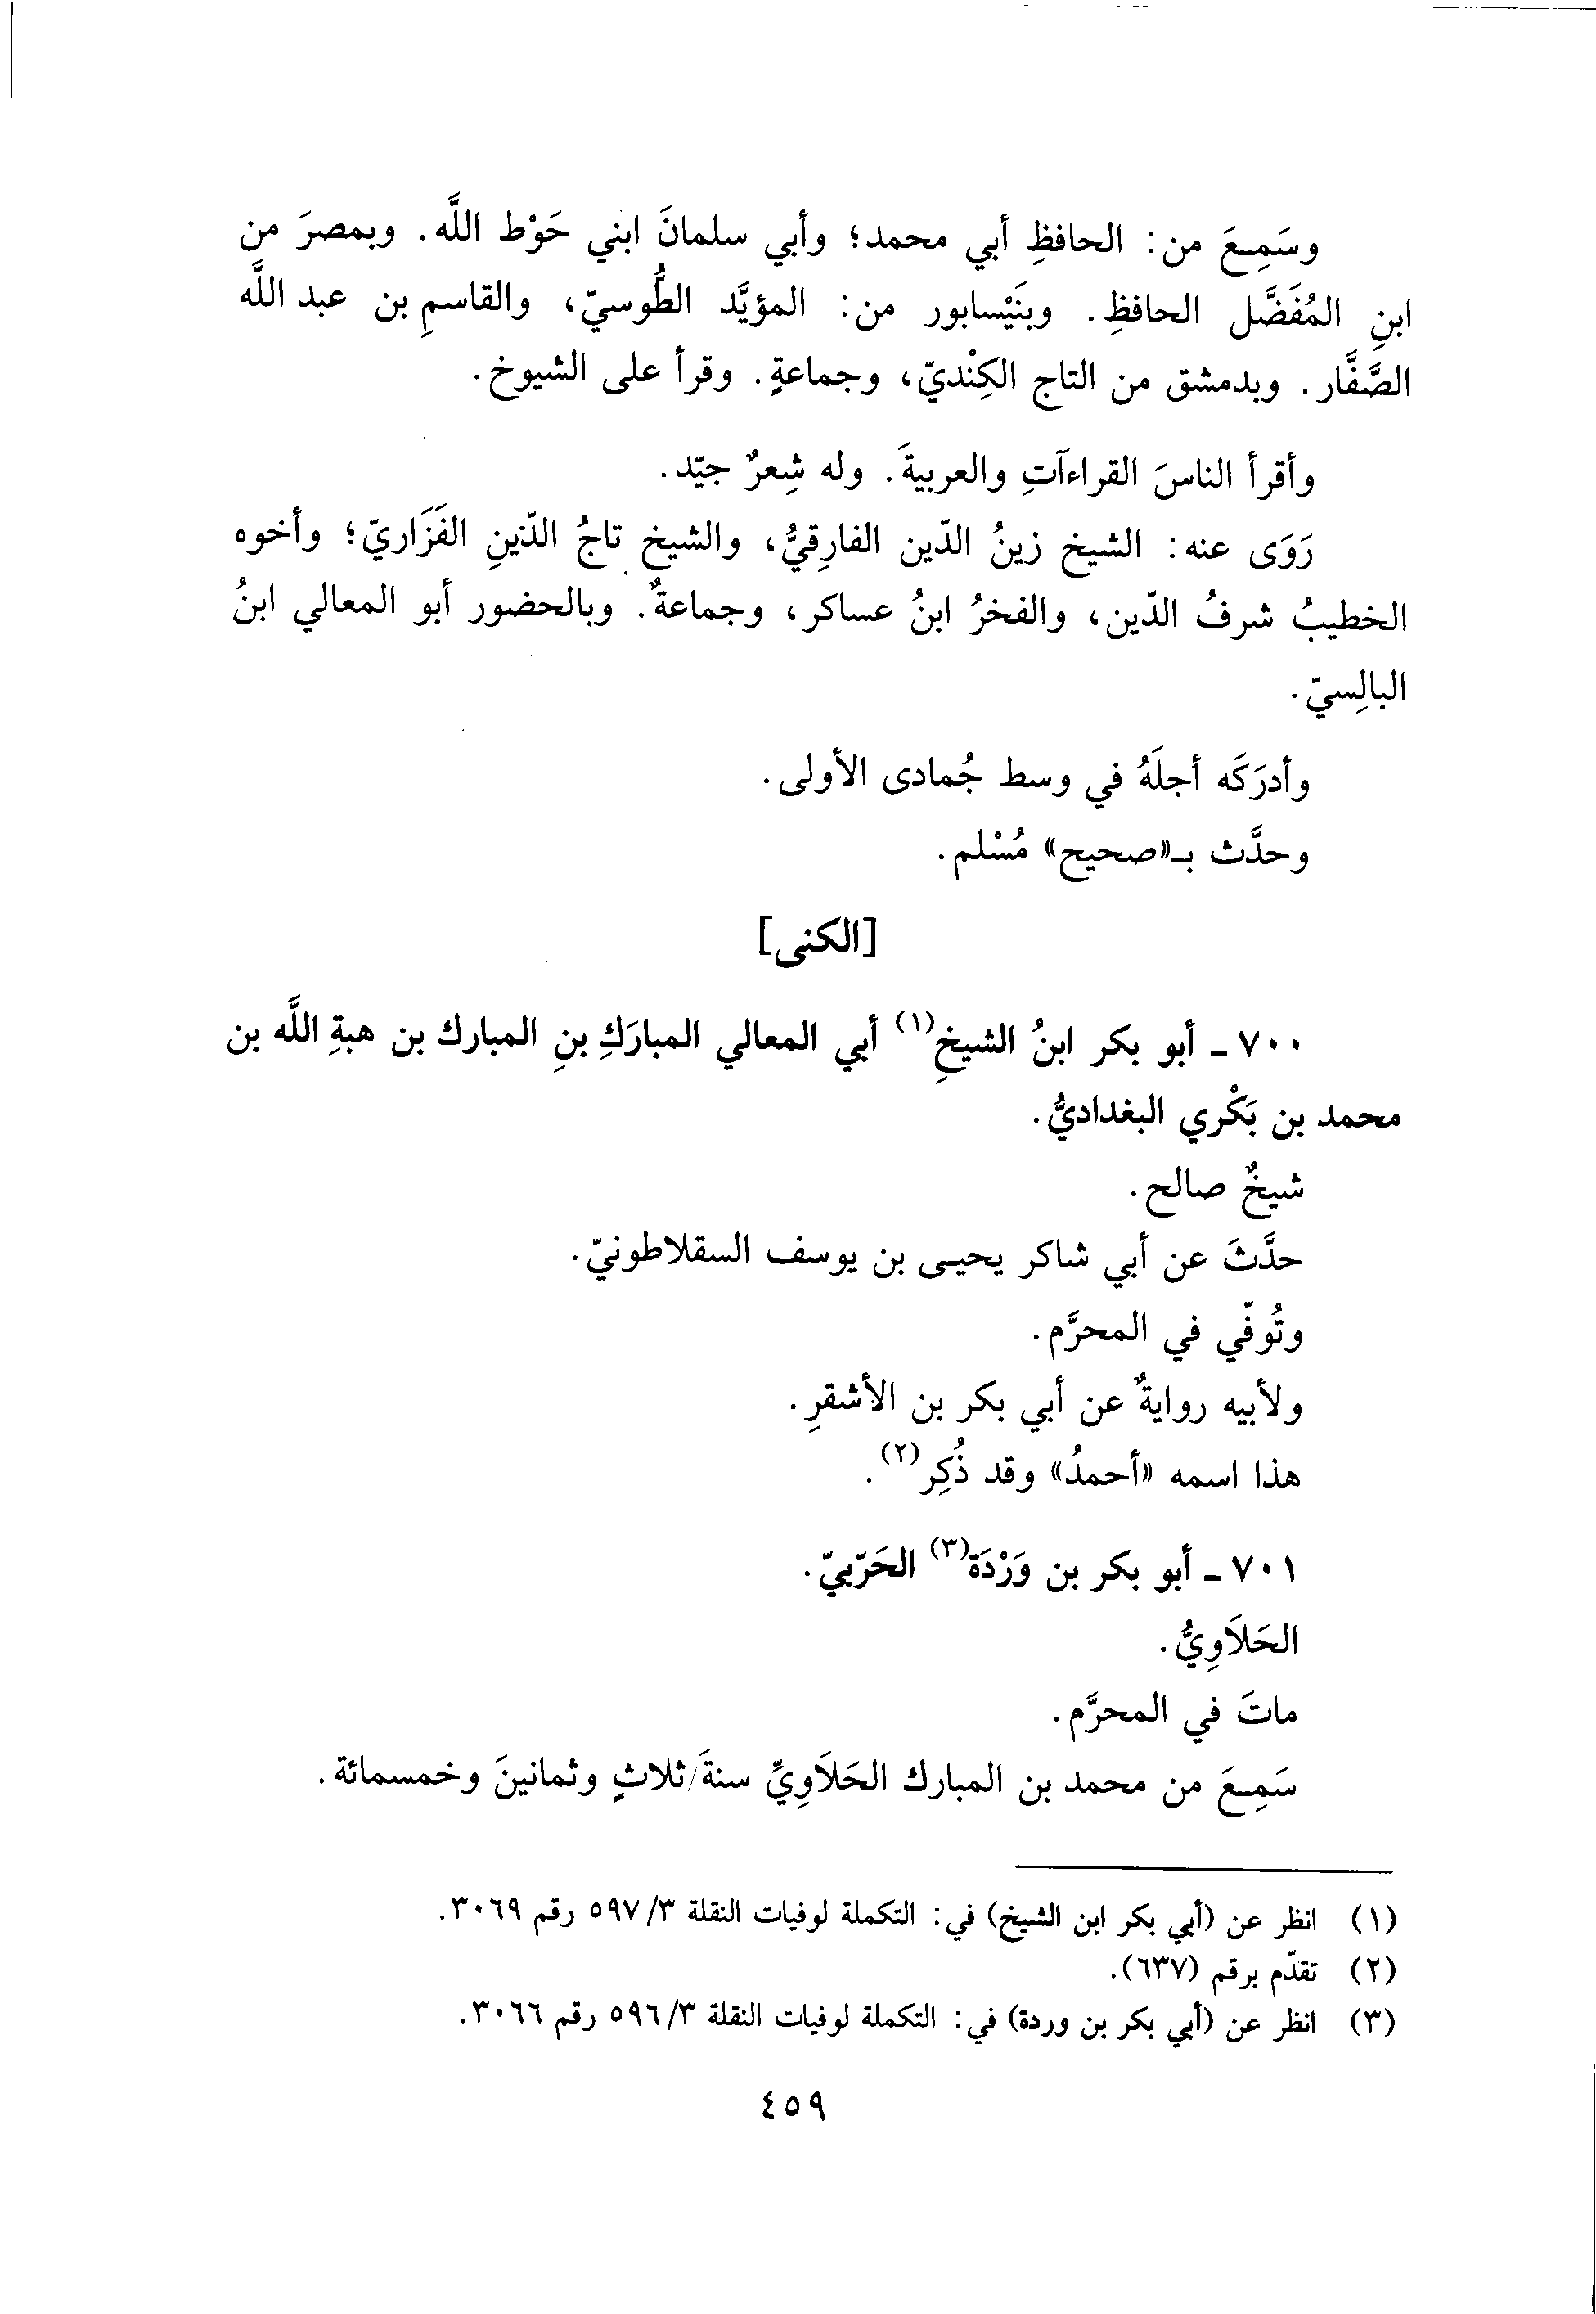 وسَمِعَ من: الحافظِ أبي محمد؛ وأبي سلمانَ ابني حَوْط اللَّه. وبمصرَ من
ابنِ المُفَضَّل الحافظِ. وبنَيْسابور من: المؤيَّد الطُّوسيّ، والقاسمِ بن عبد اللَّه
الصَّفَّار. وبدمشق من التاج الكِنْديّ، وجماعةٍ. وقرأ على الشيوخ.
وأقرأ الناسَ القراءآتِ والعربيةَ. وله شِعرٌ جيّد.
رَوَى عنه: الشيخ زينُ الدّين الفارِقيُّ، والشيخ تاجُ الدّينِ الفَزَاريّ؛ وأخوه
الخطيبُ شرفُ الدّين، والفخرُ ابنُ عساكر، وجماعةٌ. وبالحضور أبو المعالي ابنُ
البالِسيّ.
وأدرَكَه أجلَهُ في وسط جُمادى الأولى.
وحدَّث بـ«صحيح» مُسْلم.
[الكنى]
٧٠٠ ـ أبو بكر ابنُ الشيخِ(١) أبي المعالي المبارَكِ بنِ المبارك بن هبةِ اللَّه بن
محمد بن بَكْري البغداديُّ.
شيخٌ صالح.
حدَّثَ عن أبي شاكر يحيـى بن يوسف السقلاطونيّ.
وتُوفّي في المحرَّم.
ولأبيه روايةٌ عن أبي بكر بن الأشقرِ.
هذا اسمه «أحمدُ» وقد ذُكِر(٢).
٧٠١ ـ أبو بكر بن وَرْدَة(٣) الحَرّبيّ.
الحَلاَوِيُّ.
ماتَ في المحرَّم.
سَمِعَ من محمد بن المبارك الحَلاَوِيِّ سنةَ/ثلاثٍ وثمانينَ وخمسمائة.
(١) انظر عن (أبي بكر ابن الشيخ) في: التكملة لوفيات النقلة ٣/ ٥٩٧ رقم ٣٠٦٩.
(٢) تقدّم برقم (٦٣٧).
(٣) انظر عن (أبي بكر بن وردة) في: التكملة لوفيات النقلة ٣/ ٥٩٦ رقم ٣٠٦٦.
٤٥٩